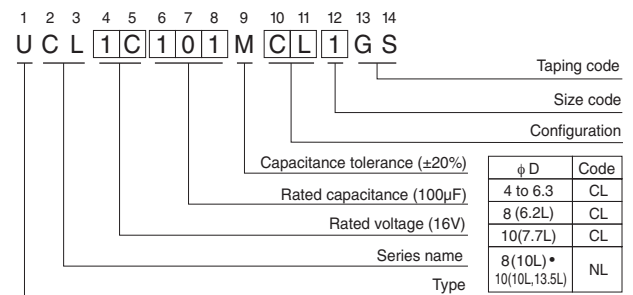 1 2 3 4 5 6 7 8 9 10 11 12 13 14
U C L 1 C 1 0 1 M C L 1 G S
Taping code
Size code
Configuration
Capacitance tolerance (±20%)
Rated capacitance (100µF)
Rated voltage (16V)
Series name
Type
φ D Code
4 to 6.3 CL
8 (6.2L) CL
10(7.7L) CL
8(10L) •
10(10L,13.5L) NL